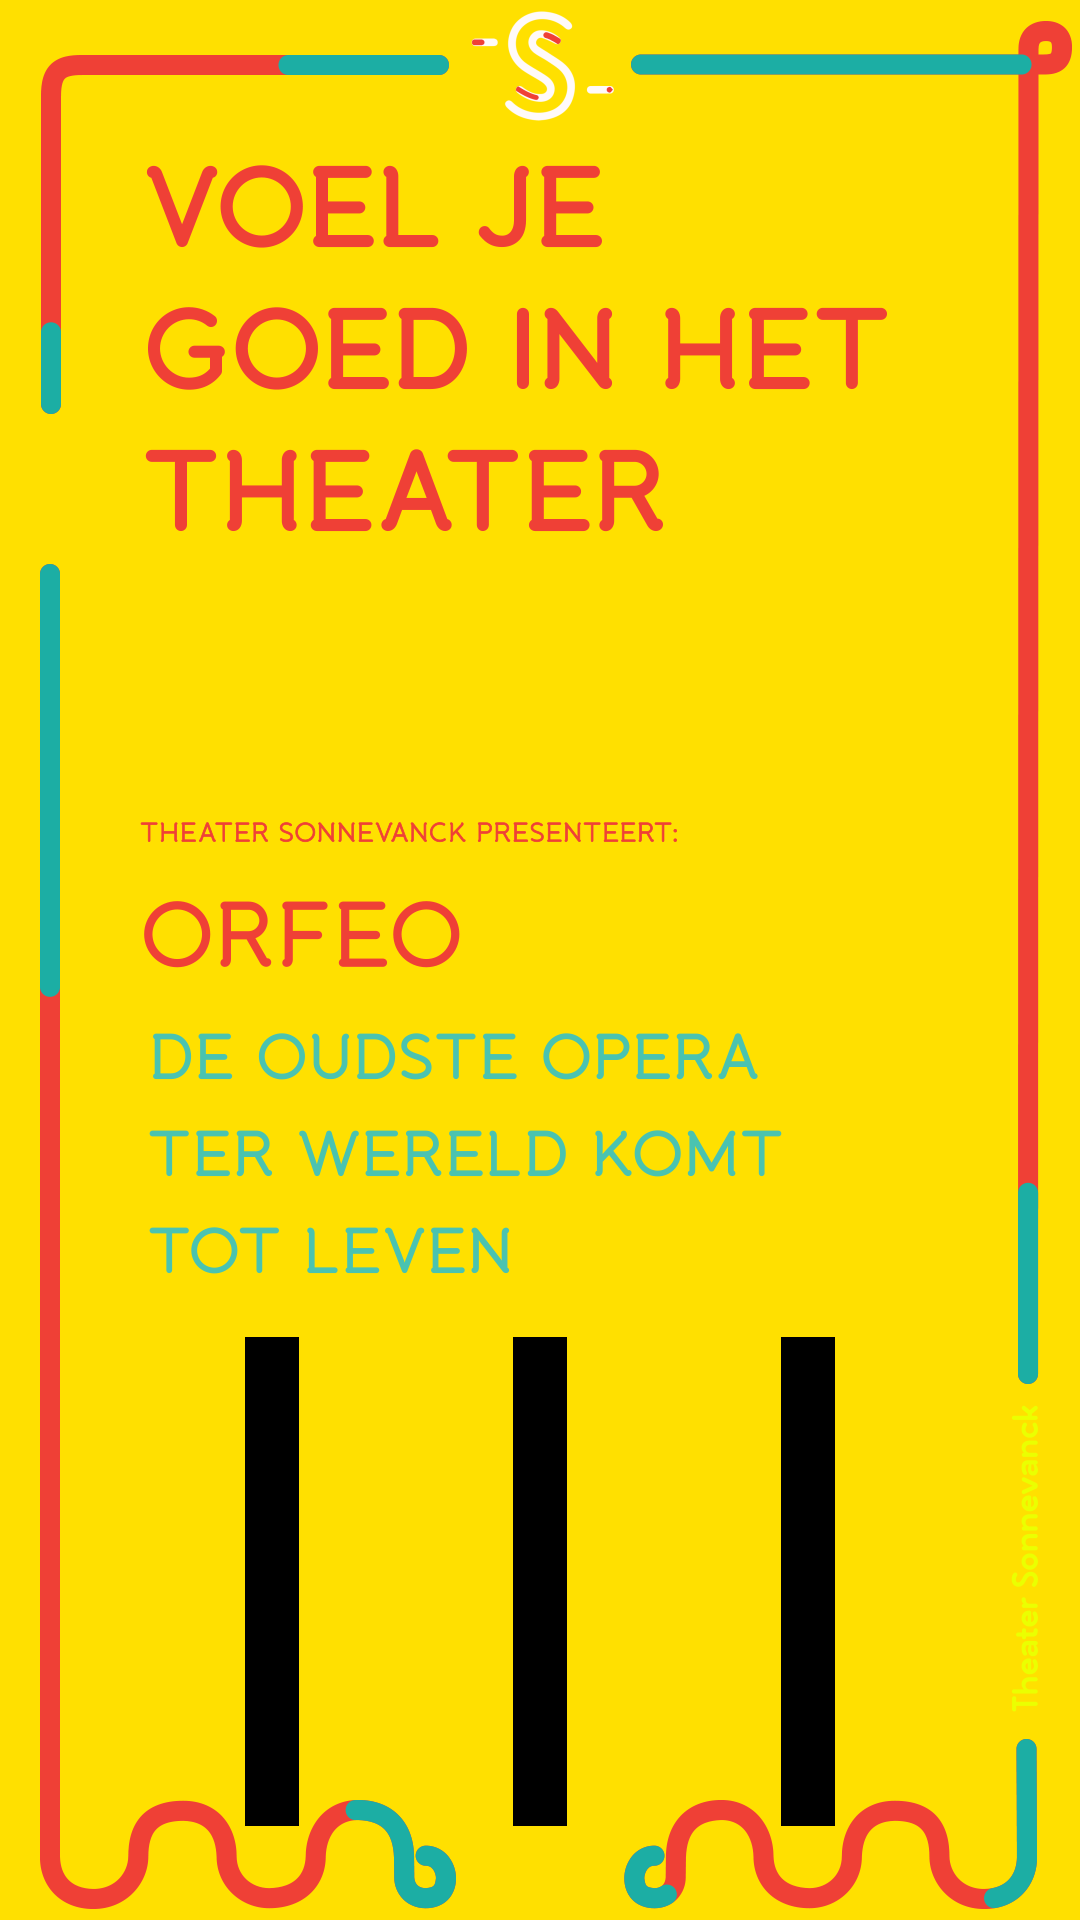 S
VOEL JE
GOED IN HET
THEATER
THEATER SONNEVANCK PRESENTEERT:
ORFEO
DE OUDSTE OPERA
TER WERELD KOMT
TOT LEVEN
Theater Sonnevanck